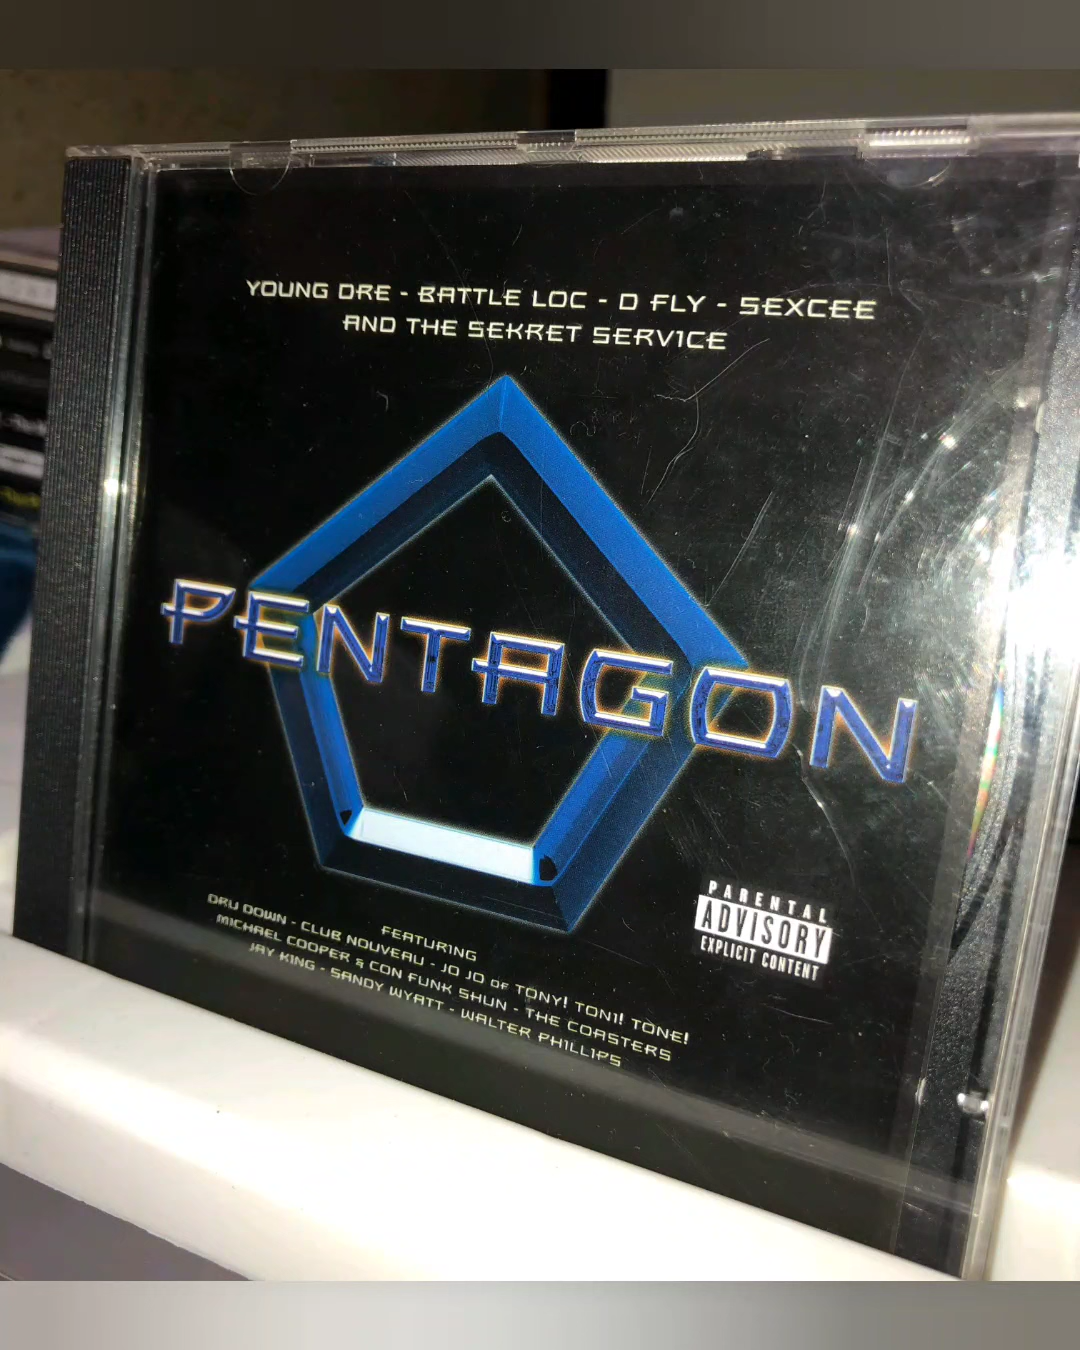 YOUNG DRE - BATTLE LOC - D FLY - SEXCEE
AND THE SEKRET SERVICE
PENTAGON
PARENTAL
ADVISORY
EXPLICIT CONTENT
FEATURING
DRU DOWN - CLUB NOUVEAU - JO JO OF TONY! TONI! TONE!
MICHAEL COOPER & CON FUNK SHUN - THE COASTERS
JAY KING - SANDY WYATT - WALTER PHILLIPS